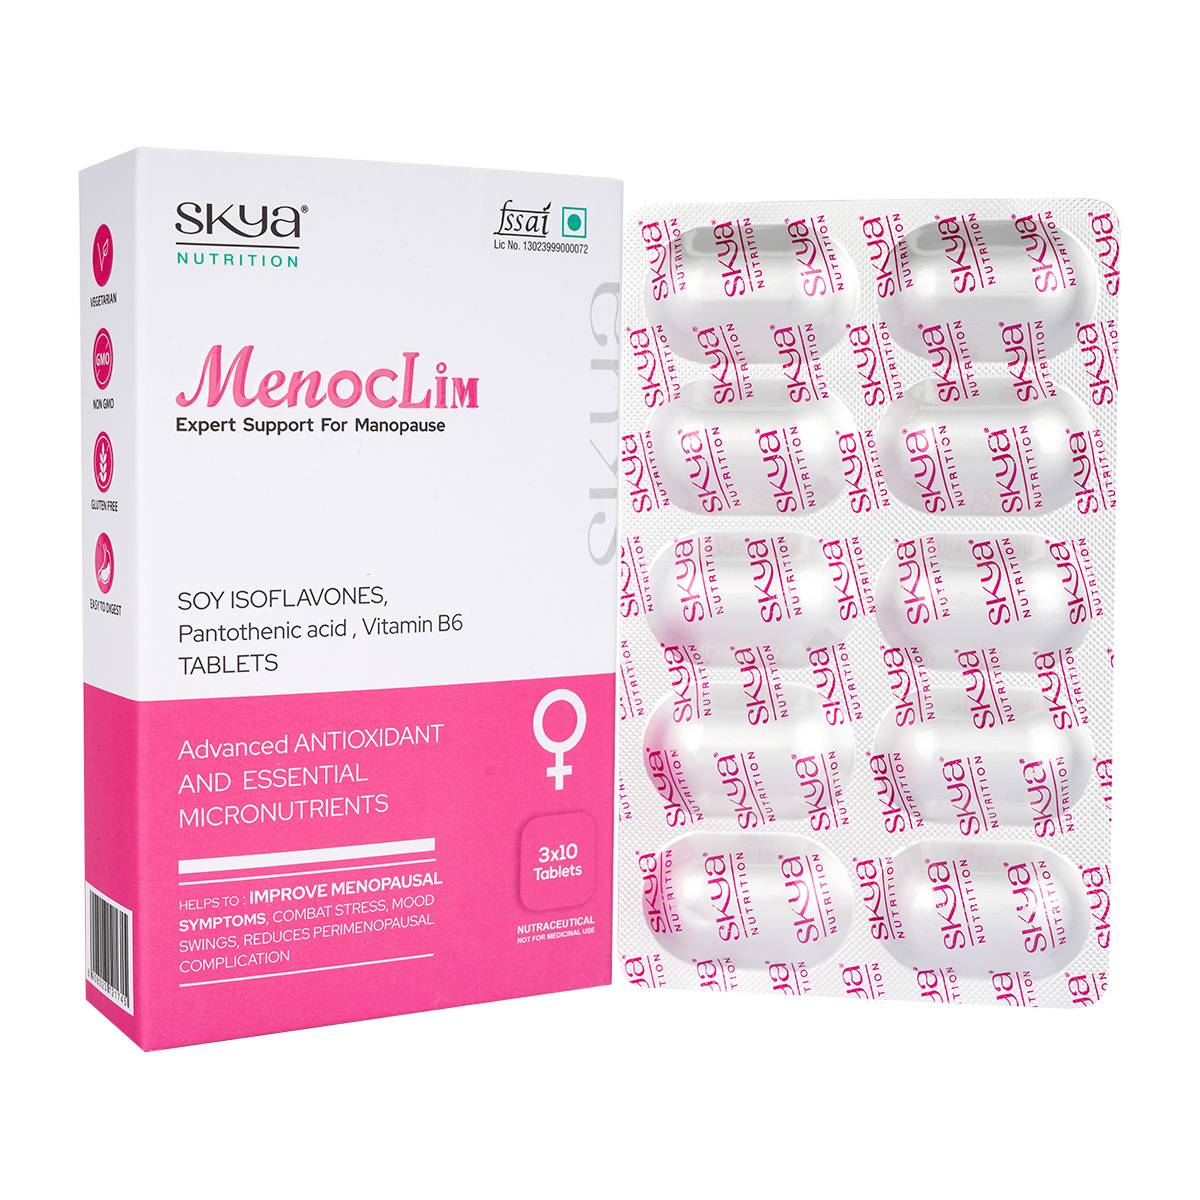 SKYa®
NUTRITION
fssai
Lic No. 13023999000072
MenocLiM
Expert Support For Manopause
VEGETARIAN
GMO
NON GMO
GLUTEN FREE
EASY TO DIGEST
SKYa
SOY ISOFLAVONES,
Pantothenic acid , Vitamin B6
TABLETS
Advanced ANTIOXIDANT
AND ESSENTIAL
MICRONUTRIENTS
HELPS TO : IMPROVE MENOPAUSAL
SYMPTOMS, COMBAT STRESS, MOOD
SWINGS, REDUCES PERIMENOPAUSAL
COMPLICATION
3x10
Tablets
NUTRACEUTICAL
NOT FOR MEDICINAL USE
SKYa®
NUTRITION